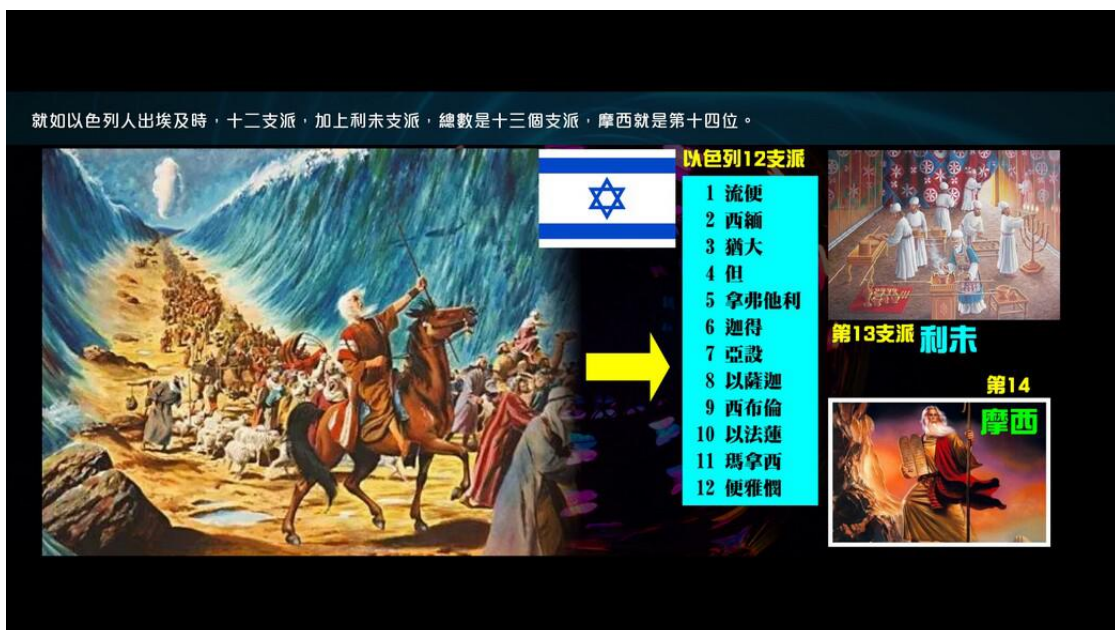 就如以色列人出埃及時，十二支派，加上利未支派，總數是十三個支派，摩西就是第十四位。
以色列12支派
1 流便
2 西緬
3 猶大
4 但
5 拿弗他利
6 迦得
7 亞設
8 以薩迦
9 西布倫
10 以法蓮
11 瑪拿西
12 便雅憫
第13支派 利未
第14
摩西